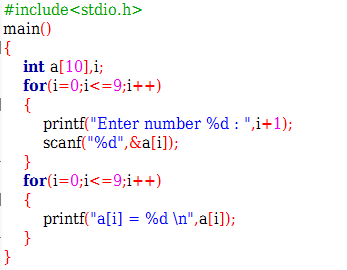 #include<stdio.h>
main()
{
int a[10],i;
for(i=0;i<=9;i++)
{
printf("Enter number %d : ",i+1);
scanf("%d",&a[i]);
}
for(i=0;i<=9;i++)
{
printf("a[i] = %d \n",a[i]);
}
}